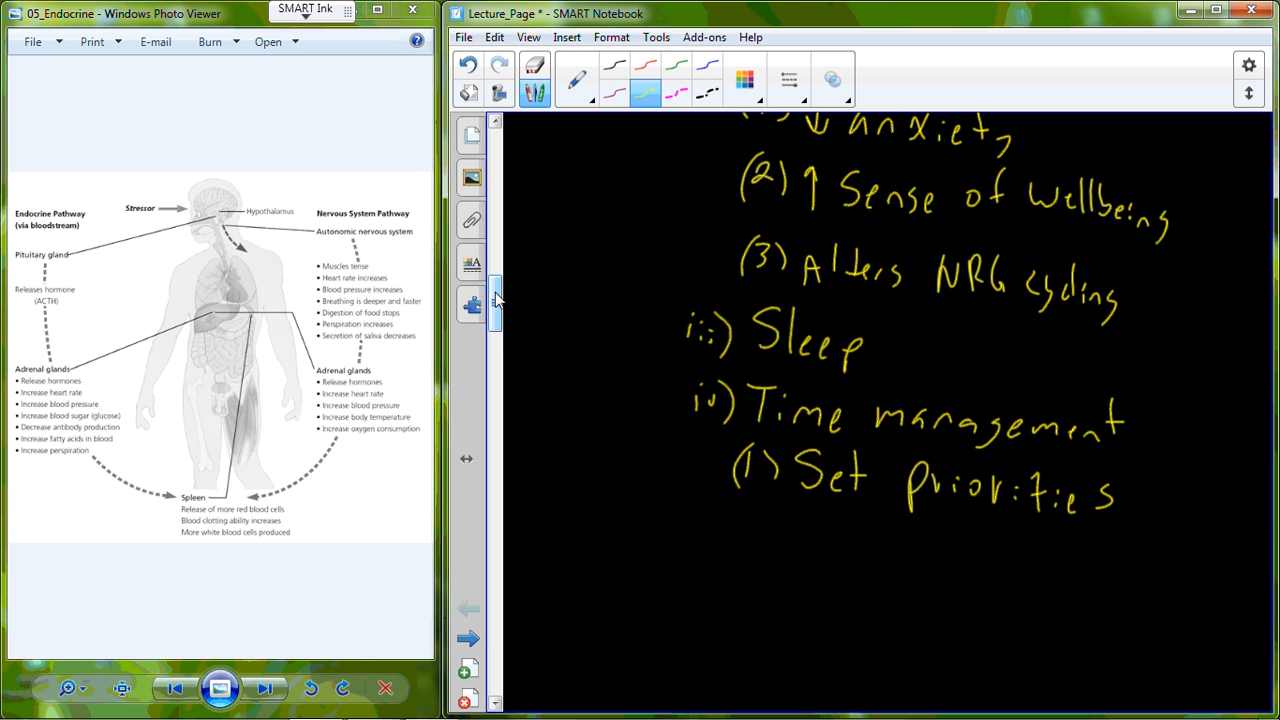 05_Endocrine - Windows Photo Viewer
SMART Ink
File Print E-mail Burn Open
Stressor
Hypothalamus
Endocrine Pathway
(via bloodstream)
Nervous System Pathway
Autonomic nervous system
Pituitary gland
Releases hormone
(ACTH)
• Muscles tense
• Heart rate increases
• Blood pressure increases
• Breathing is deeper and faster
• Digestion of food stops
• Perspiration increases
• Secretion of saliva decreases
Adrenal glands
• Release hormones
• Increase heart rate
• Increase blood pressure
• Increase blood sugar (glucose)
• Decrease antibody production
• Increase fatty acids in blood
• Increase perspiration
Adrenal glands
• Release hormones
• Increase heart rate
• Increase blood pressure
• Increase body temperature
• Increase oxygen consumption
Spleen
Release of more red blood cells
Blood clotting ability increases
More white blood cells produced
Lecture_Page * - SMART Notebook
File Edit View Insert Format Tools Add-ons Help
↓ anxiety
(2) ↑ Sense of Wellbeing
(3) Alters NRG cycling
iii) Sleep
iv) Time management
(1) Set Priorities